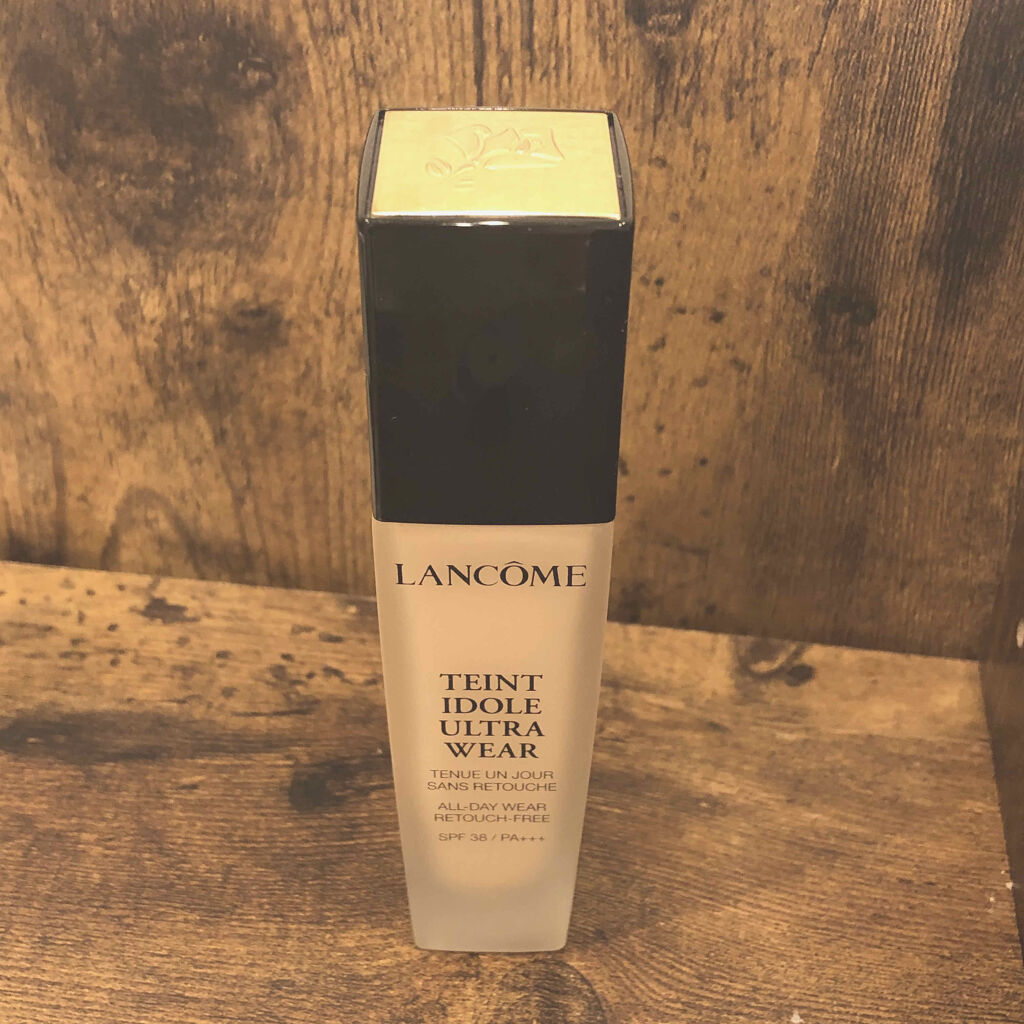 LANCÔME
TEINT
IDOLE
ULTRA
WEAR
TENUE UN JOUR
SANS RETOUCHE
ALL-DAY WEAR
RETOUCH-FREE
SPF 38 / PA+++